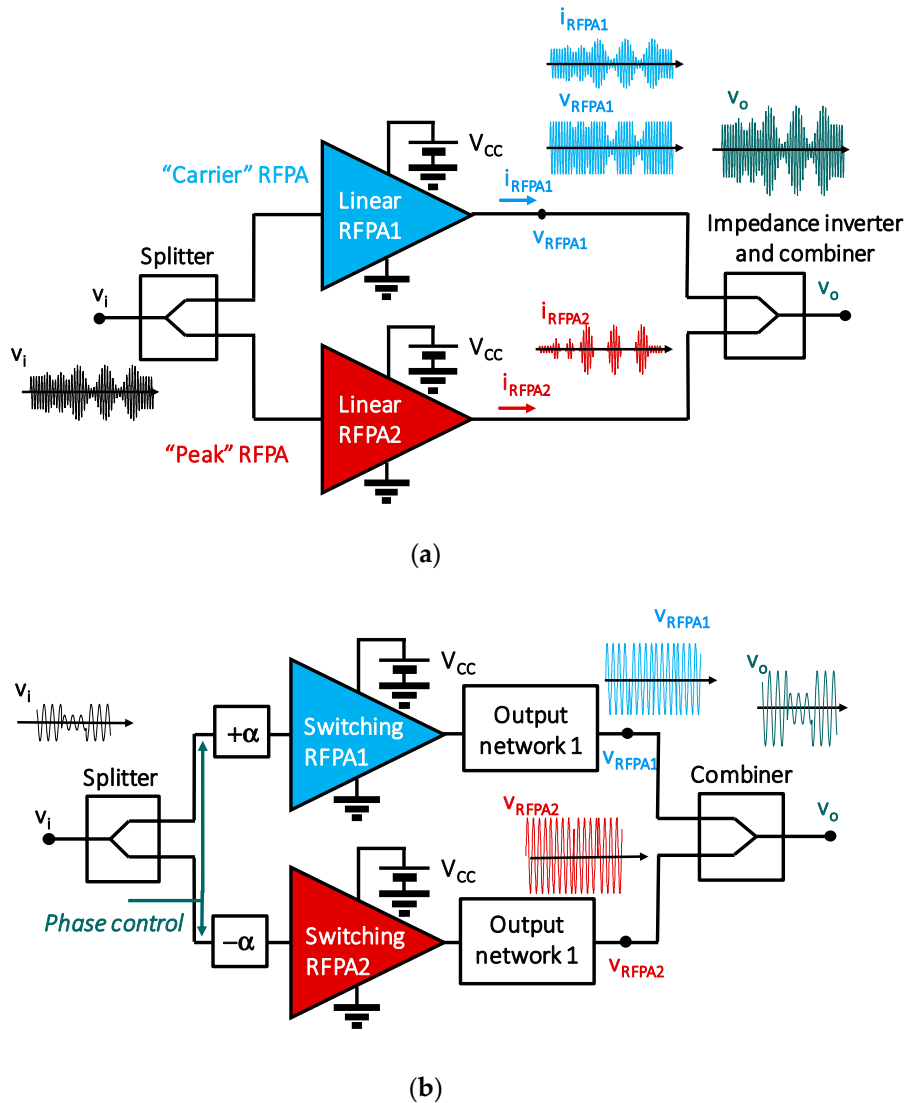 iRFPA1
vRFPA1
vo
VCC
“Carrier” RFPA
Linear
RFPA1
iRFPA1
vRFPA1
Impedance inverter
and combiner
Splitter
vi
vo
vi
VCC
iRFPA2
Linear
RFPA2
iRFPA2
“Peak” RFPA
(a)
vRFPA1
vo
VCC
vi
+α
Switching
RFPA1
Output
network 1
vRFPA1
Splitter
Combiner
vi
vRFPA2
vo
VCC
Phase control
−α
Switching
RFPA2
Output
network 1
vRFPA2
(b)